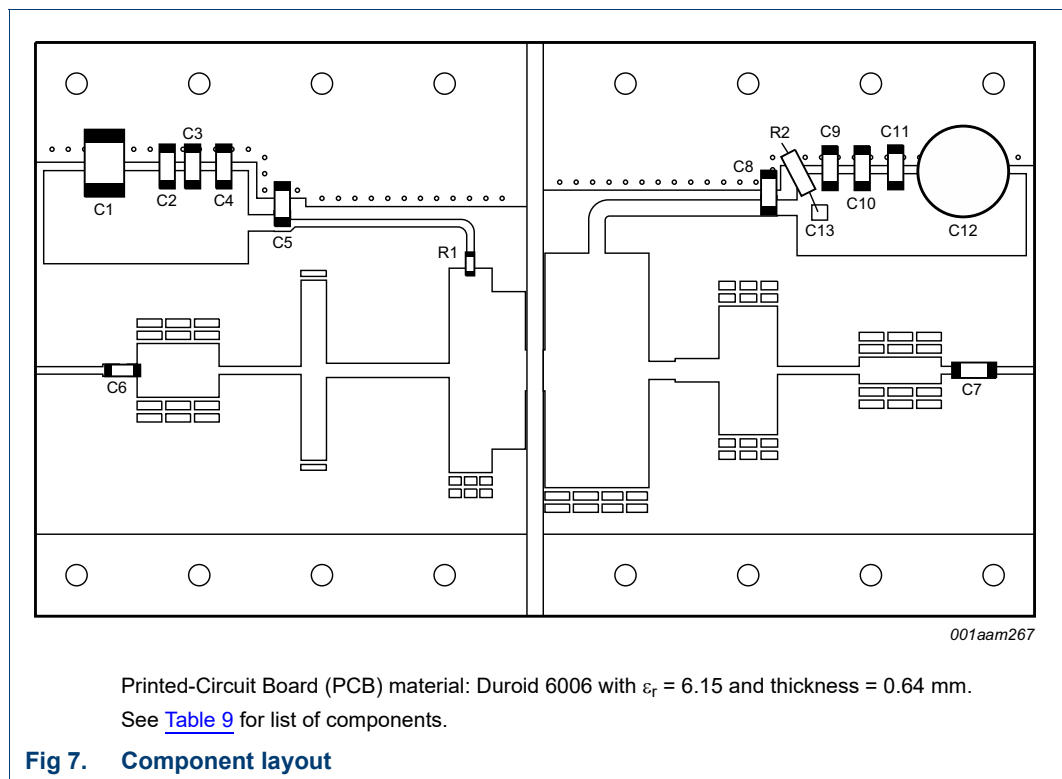 C3
C1
C2
C4
C5
R1
C6
R2
C9
C11
C8
C10
C13
C12
C7
001aam267
Printed-Circuit Board (PCB) material: Duroid 6006 with εr = 6.15 and thickness = 0.64 mm.
See Table 9 for list of components.
Fig 7. Component layout